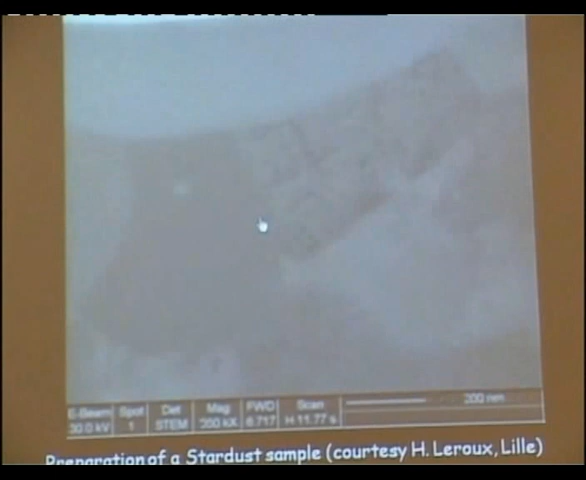 E-Beam Spot Det Mag FWD Scan
30.0 kV 1 STEM 350 kX 6.717 H 11.77 s 200 nm
Preparation of a Stardust sample (courtesy H. Leroux, Lille)